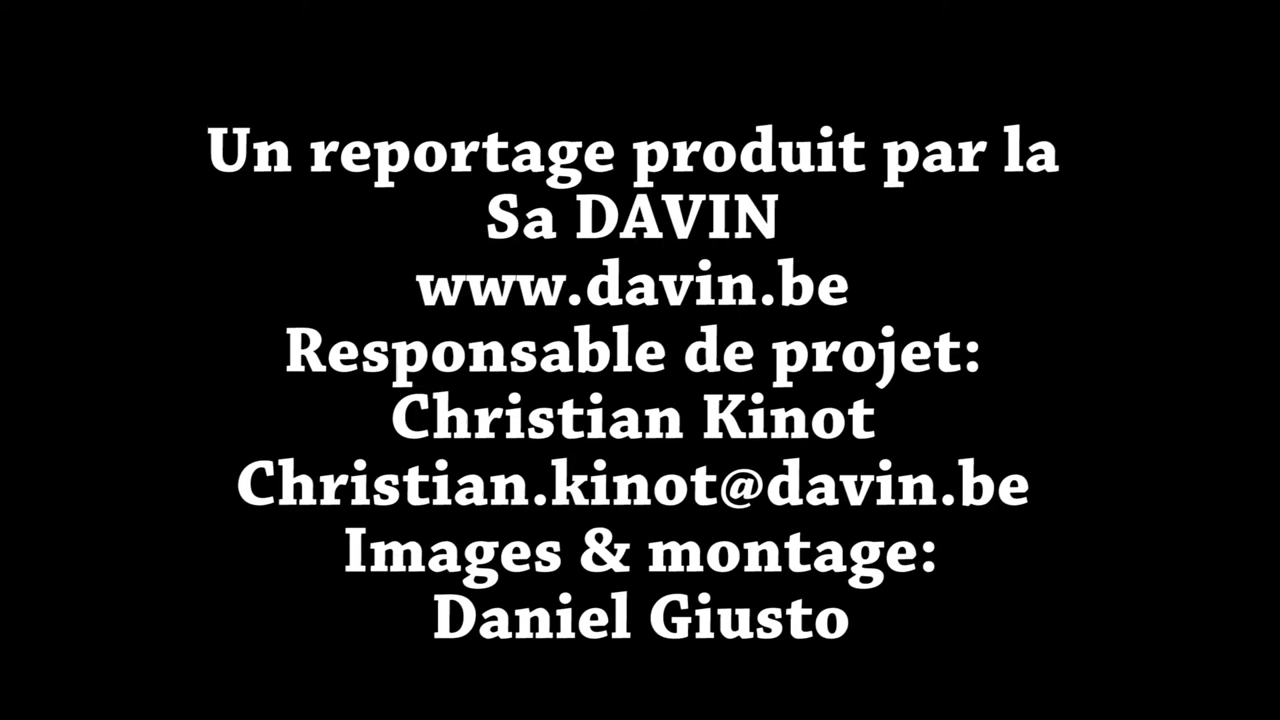 Un reportage produit par la
Sa DAVIN
www.davin.be
Responsable de projet:
Christian Kinot
Christian.kinot@davin.be
Images & montage:
Daniel Giusto